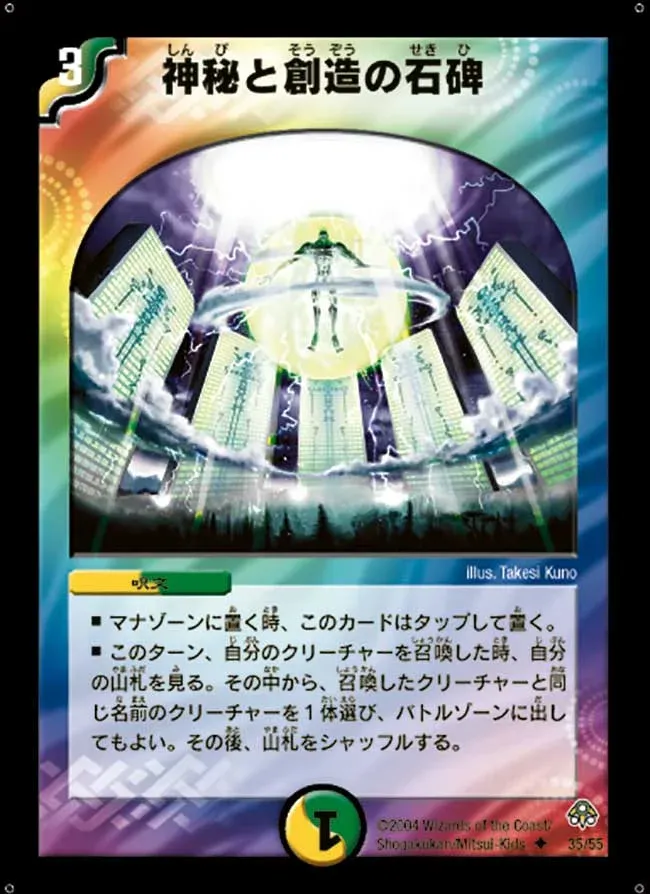 3
神秘と創造の石碑
しんぴ そうぞう せきひ
illus. Takesi Kuno
呪文
■ マナゾーンに置く時、このカードはタップして置く。
■ このターン、自分のクリーチャーを召喚した時、自分
の山札を見る。その中から、召喚したクリーチャーと同
じ名前のクリーチャーを1体選び、バトルゾーンに出し
てもよい。その後、山札をシャッフルする。
1
©2004 Wizards of the Coast/
Shogakukan/Mitsui-Kids
35/55